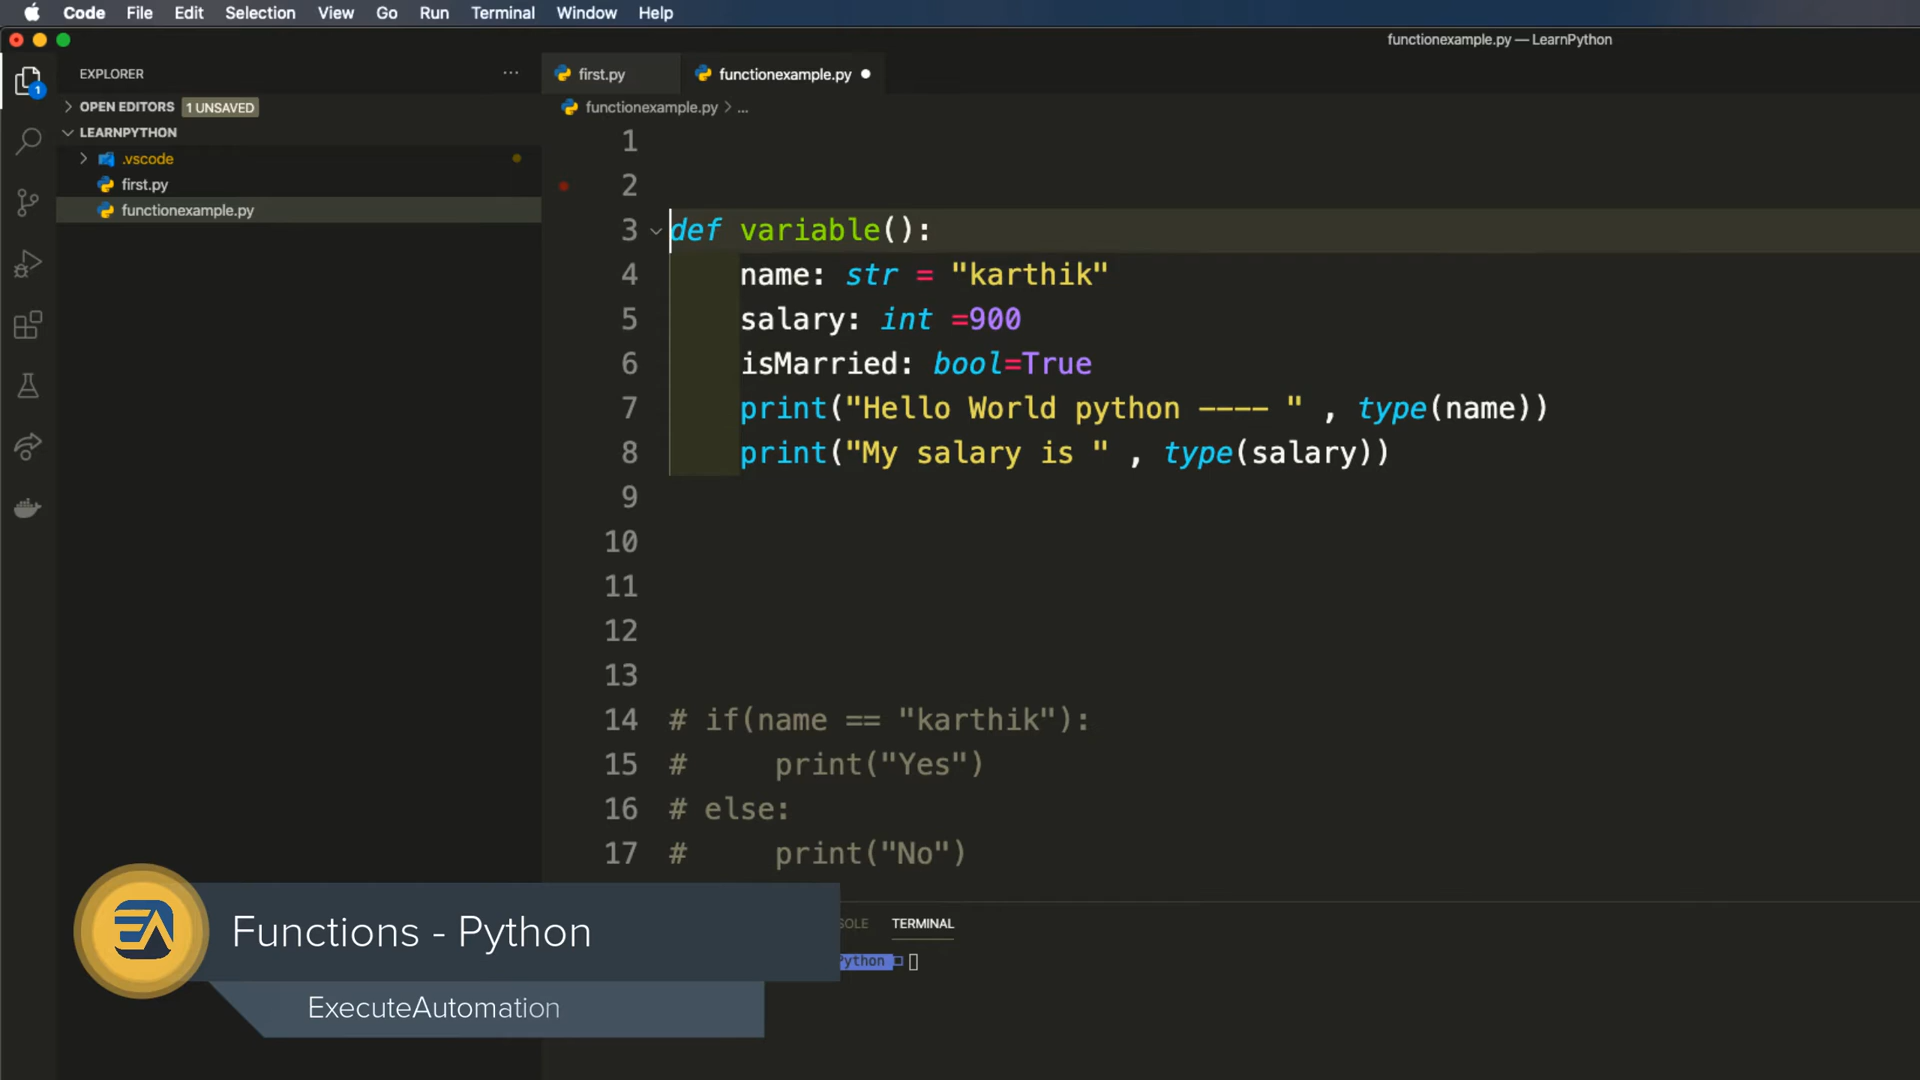 Code File Edit Selection View Go Run Terminal Window Help
functionexample.py — LearnPython
EXPLORER ···
first.py functionexample.py
1
OPEN EDITORS 1 UNSAVED
functionexample.py > ...
LEARNPYTHON
.vscode
first.py
functionexample.py
1
2
3 def variable():
4 name: str = "karthik"
5 salary: int =900
6 isMarried: bool=True
7 print("Hello World python ---- " , type(name))
8 print("My salary is " , type(salary))
9
10
11
12
13
14 # if(name == "karthik"):
15 # print("Yes")
16 # else:
17 # print("No")
EA
Functions - Python
ExecuteAutomation
SOLE TERMINAL
Python